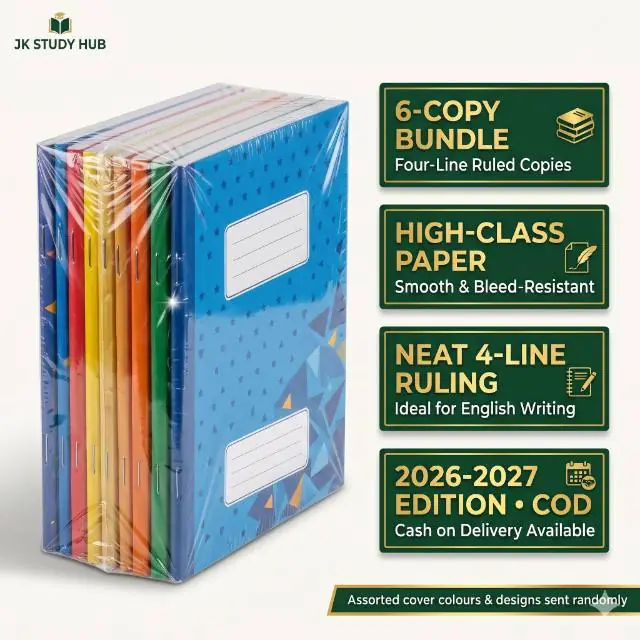 JK STUDY HUB
6-COPY
BUNDLE
Four-Line Ruled Copies
HIGH-CLASS
PAPER
Smooth & Bleed-Resistant
NEAT 4-LINE
RULING
Ideal for English Writing
2026-2027
EDITION • COD
Cash on Delivery Available
Assorted cover colours & designs sent randomly